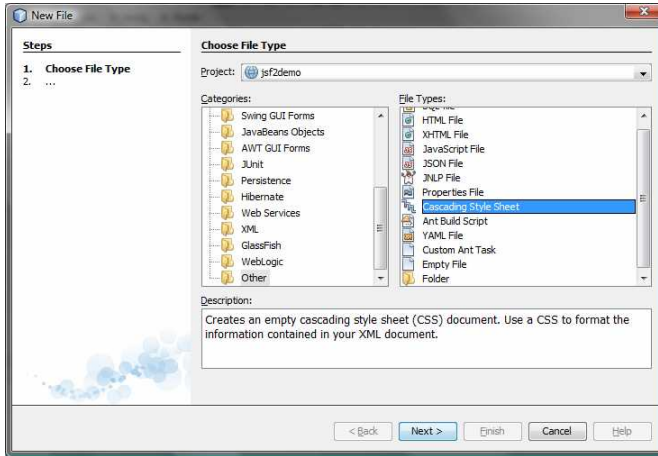 New File
Steps
1. Choose File Type
2. ...
Choose File Type
Project: jsf2demo
Categories:
Swing GUI Forms
JavaBeans Objects
AWT GUI Forms
JUnit
Persistence
Hibernate
Web Services
XML
GlassFish
WebLogic
Other
File Types:
HTML File
XHTML File
JavaScript File
JSON File
JNLP File
Properties File
Cascading Style Sheet
Ant Build Script
YAML File
Custom Ant Task
Empty File
Folder
Description:
Creates an empty cascading style sheet (CSS) document. Use a CSS to format the
information contained in your XML document.
< Back
Next >
Finish
Cancel
Help